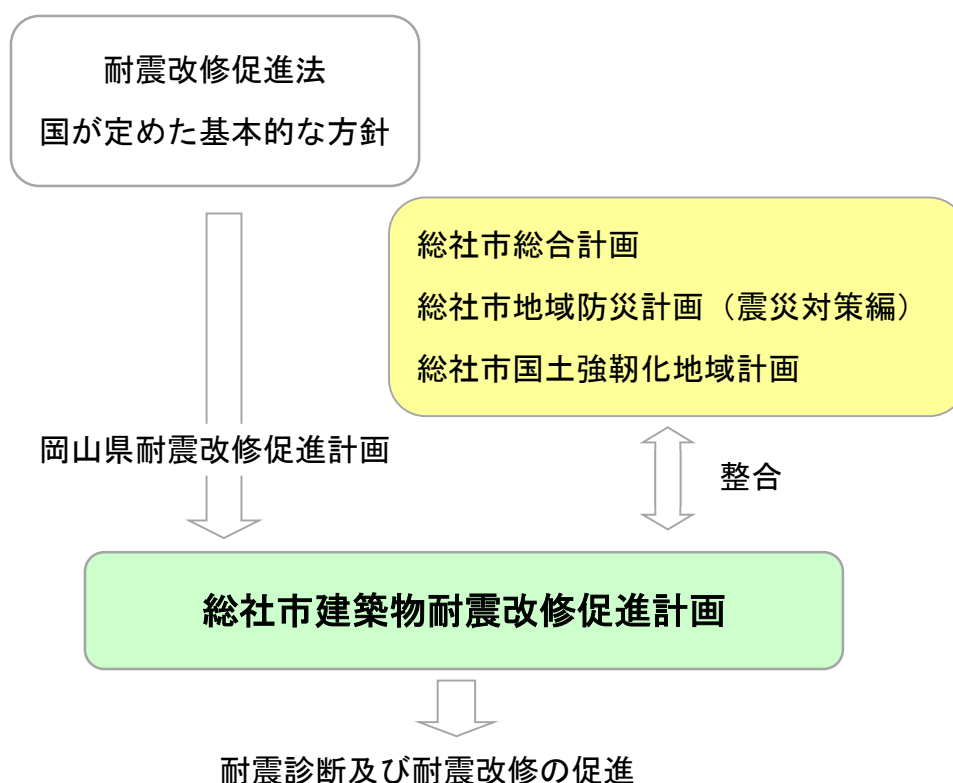 耐震改修促進法
国が定めた基本的な方針
総社市総合計画
総社市地域防災計画（震災対策編）
総社市国土強靭化地域計画
岡山県耐震改修促進計画
整合
総社市建築物耐震改修促進計画
耐震診断及び耐震改修の促進